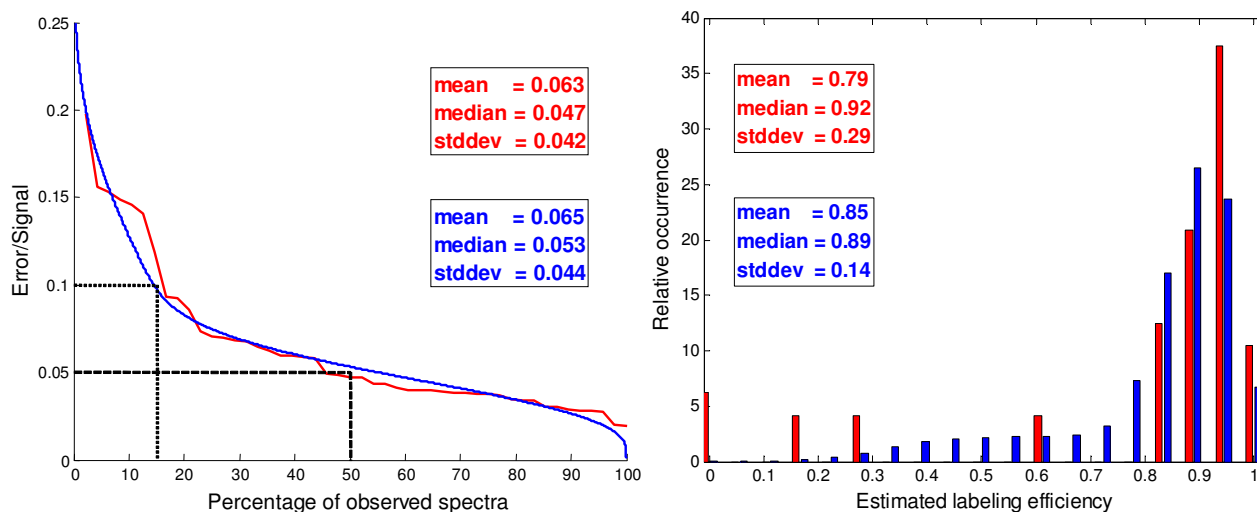 0.25
0.2
0.15
0.1
0.05
0
0 10 20 30 40 50 60 70 80 90 100
Error/Signal
Percentage of observed spectra
mean = 0.063
median = 0.047
stddev = 0.042
mean = 0.065
median = 0.053
stddev = 0.044
40
35
30
25
20
15
10
5
0
0 0.1 0.2 0.3 0.4 0.5 0.6 0.7 0.8 0.9 1
Relative occurrence
Estimated labeling efficiency
mean = 0.79
median = 0.92
stddev = 0.29
mean = 0.85
median = 0.89
stddev = 0.14